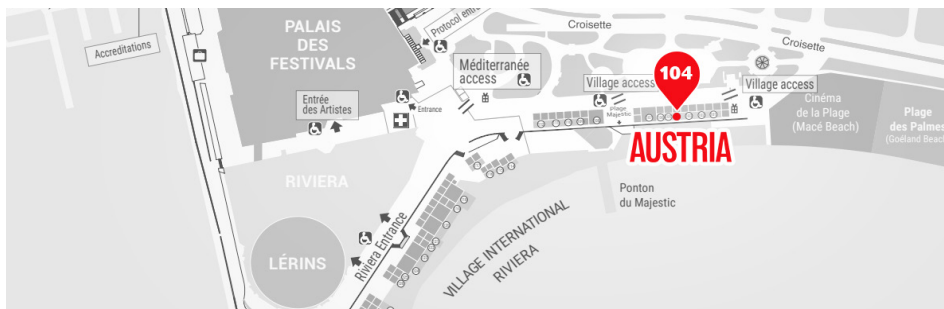 Croisette
Protocol entr
PALAIS
DES
FESTIVALS
Accreditations
Croisette
Méditerranée
access
Village access
104
Village access
Entrée
des Artistes
Entrance
Plage
Majestic
Cinéma
de la Plage
(Macé Beach)
Plage
des Palmes
(Goéland Beach
AUSTRIA
RIVIERA
Ponton
du Majestic
Riviera Entrance
LÉRINS
VILLAGE INTERNATIONAL
RIVIERA